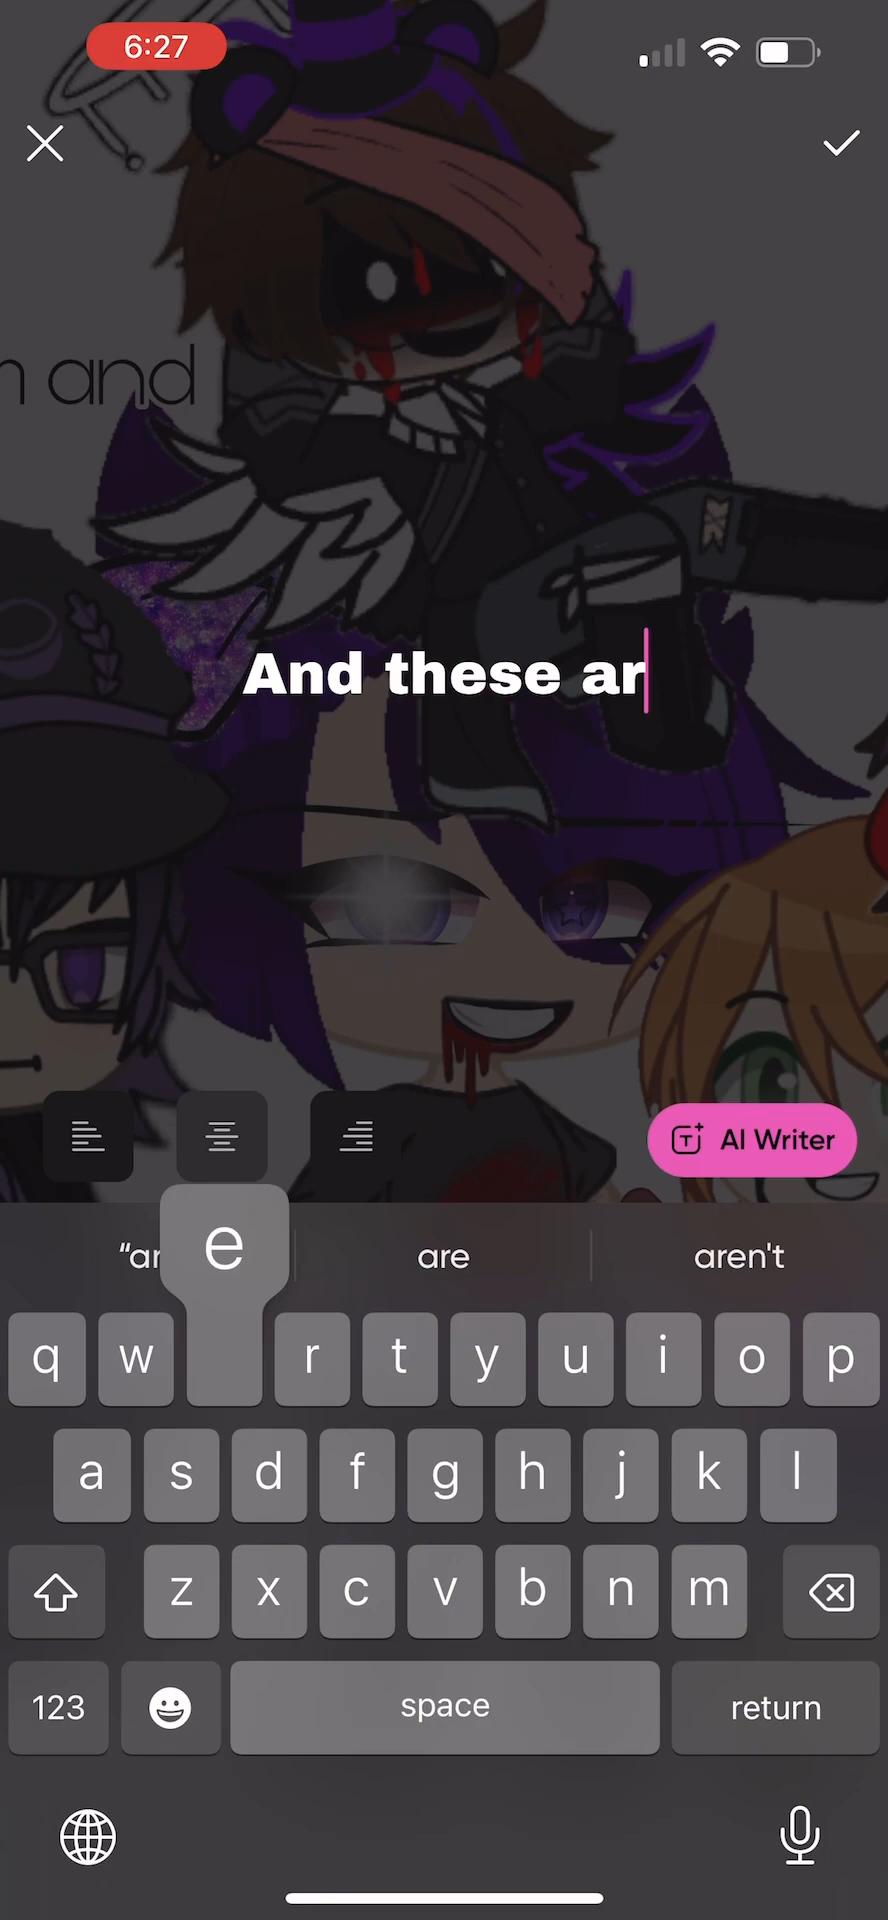 6:27
n and
And these ar
AI Writer
“ar
e
are
aren't
q w r t y u i o p
a s d f g h j k l
z x c v b n m
123
space
return